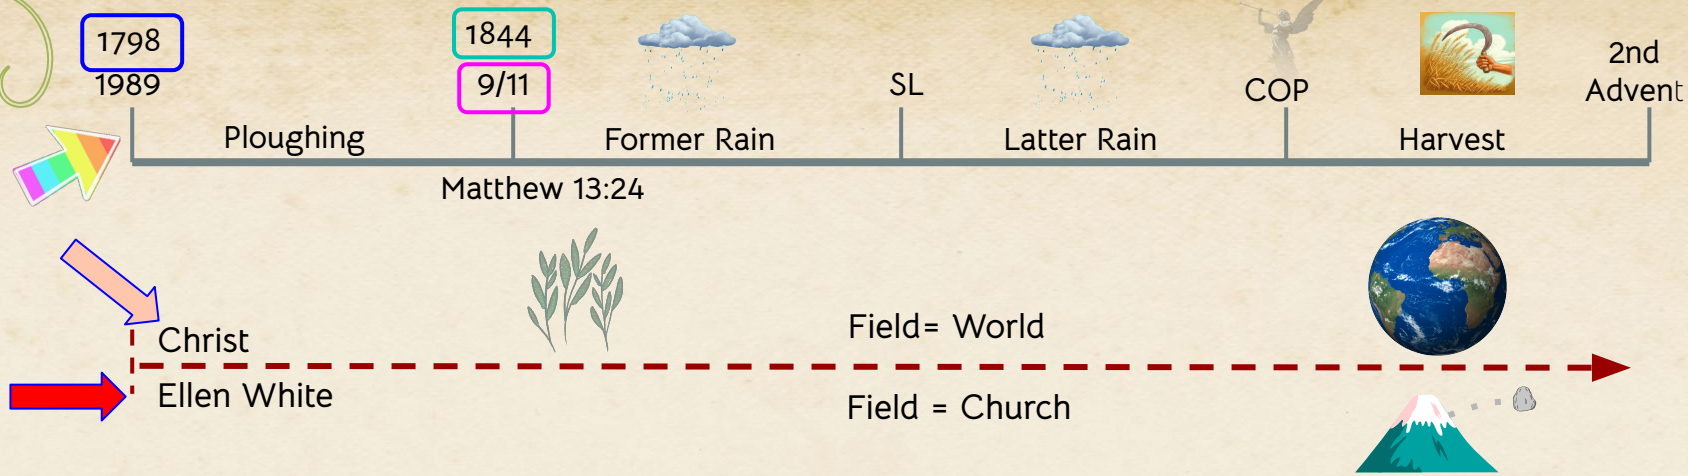 1798
1989
1844
9/11
SL
COP
2nd
Advent
Ploughing
Former Rain
Latter Rain
Harvest
Matthew 13:24
Christ
Field= World
Ellen White
Field = Church